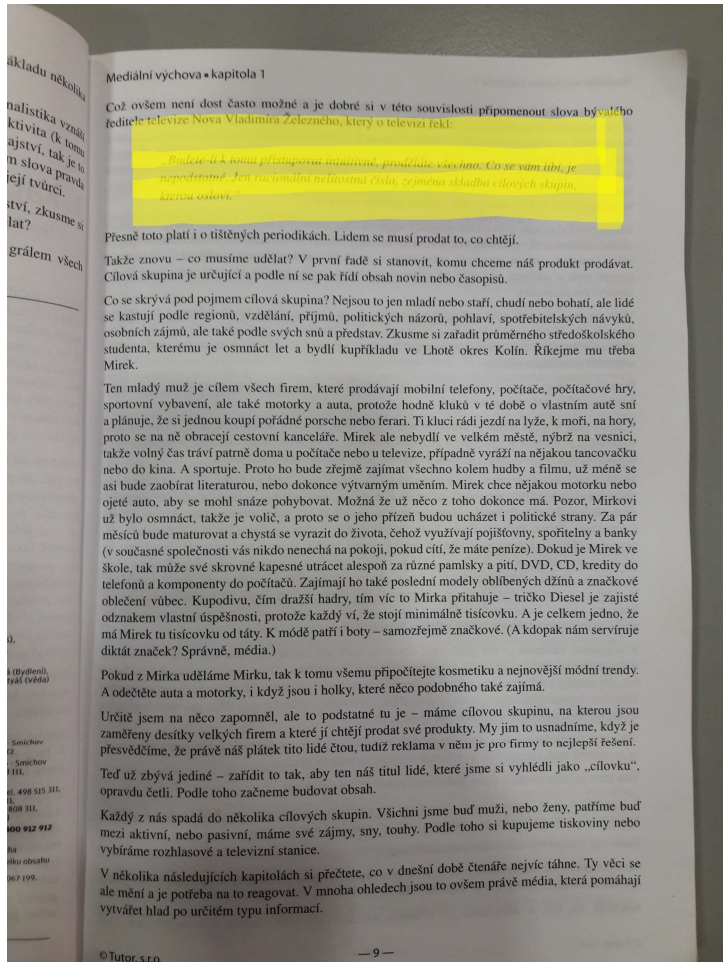 ákladu několika
nalistika vznáší
ktivita (k tomu
ajství, tak je to
m slova pravda
ejí tvůrci.
ství, zkusme si
lat?
grálem všech
).
á (Bydlení),
tyáš (Věda)
Smíchov
- Smíchov
111,
el. 498 515 311,
808 311,
800 912 912
elku obsahu
067 199.
Mediální výchova ▪ kapitola 1
Což ovšem není dost často možné a je dobré si v této souvislosti připomenout slova bývalého
ředitele televize Nova Vladimíra Železného, který o televizi řekl:
„Budete-li k tomu přistupovat intuitivně, proděláte všechno. Co se vám líbí, je
nepodstatné. Jen racionální nelítostná čísla, zejména skladba cílových skupin,
kterou osloví.“
Přesně toto platí i o tištěných periodikách. Lidem se musí prodat to, co chtějí.
Takže znovu – co musíme udělat? V první řadě si stanovit, komu chceme náš produkt prodávat.
Cílová skupina je určující a podle ní se pak řídí obsah novin nebo časopisů.
Co se skrývá pod pojmem cílová skupina? Nejsou to jen mladí nebo staří, chudí nebo bohatí, ale lidé
se kastují podle regionů, vzdělání, příjmů, politických názorů, pohlaví, spotřebitelských návyků,
osobních zájmů, ale také podle svých snů a představ. Zkusme si zařadit průměrného středoškolského
studenta, kterému je osmnáct let a bydlí kupříkladu ve Lhotě okres Kolín. Říkejme mu třeba
Mirek.
Ten mladý muž je cílem všech firem, které prodávají mobilní telefony, počítače, počítačové hry,
sportovní vybavení, ale také motorky a auta, protože hodně kluků v té době o vlastním autě sní
a plánuje, že si jednou koupí pořádné porsche nebo ferari. Ti kluci rádi jezdí na lyže, k moři, na hory,
proto se na ně obracejí cestovní kanceláře. Mirek ale nebydlí ve velkém městě, nýbrž na vesnici,
takže volný čas tráví patrně doma u počítače nebo u televize, případně vyráží na nějakou tancovačku
nebo do kina. A sportuje. Proto ho bude zřejmě zajímat všechno kolem hudby a filmu, už méně se
asi bude zaobírat literaturou, nebo dokonce výtvarným uměním. Mirek chce nějakou motorku nebo
ojeté auto, aby se mohl snáze pohybovat. Možná že už něco z toho dokonce má. Pozor, Mirkovi
už bylo osmnáct, takže je volič, a proto se o jeho přízeň budou ucházet i politické strany. Za pár
měsíců bude maturovat a chystá se vyrazit do života, čehož využívají pojišťovny, spořitelny a banky
(v současné společnosti vás nikdo nenechá na pokoji, pokud cítí, že máte peníze). Dokud je Mirek ve
škole, tak může své skrovné kapesné utrácet alespoň za různé pamlsky a pití, DVD, CD, kredity do
telefonů a komponenty do počítačů. Zajímají ho také poslední modely oblíbených džínů a značkové
oblečení vůbec. Kupodivu, čím dražší hadry, tím víc to Mirka přitahuje – tričko Diesel je zajisté
odznakem vlastní úspěšnosti, protože každý ví, že stojí minimálně tisícovku. A je celkem jedno, že
má Mirek tu tisícovku od táty. K módě patří i boty – samozřejmě značkové. (A kdopak nám servíruje
diktát značek? Správně, média.)
Pokud z Mirka uděláme Mirku, tak k tomu všemu připočítejte kosmetiku a nejnovější módní trendy.
A odečtěte auta a motorky, i když jsou i holky, které něco podobného také zajímá.
Určitě jsem na něco zapomněl, ale to podstatné tu je – máme cílovou skupinu, na kterou jsou
zaměřeny desítky velkých firem a které jí chtějí prodat své produkty. My jim to usnadníme, když je
přesvědčíme, že právě náš plátek tito lidé čtou, tudíž reklama v něm je pro firmy to nejlepší řešení.
Teď už zbývá jediné – zařídit to tak, aby ten náš titul lidé, které jsme si vyhlédli jako „cílovku“,
opravdu četli. Podle toho začneme budovat obsah.
Každý z nás spadá do několika cílových skupin. Všichni jsme buď muži, nebo ženy, patříme buď
mezi aktivní, nebo pasivní, máme své zájmy, sny, touhy. Podle toho si kupujeme tiskoviny nebo
vybíráme rozhlasové a televizní stanice.
V několika následujících kapitolách si přečtete, co v dnešní době čtenáře nejvíc táhne. Ty věci se
ale mění a je potřeba na to reagovat. V mnoha ohledech jsou to ovšem právě média, která pomáhají
vytvářet hlad po určitém typu informací.
© Tutor, s.r.o.
— 9 —